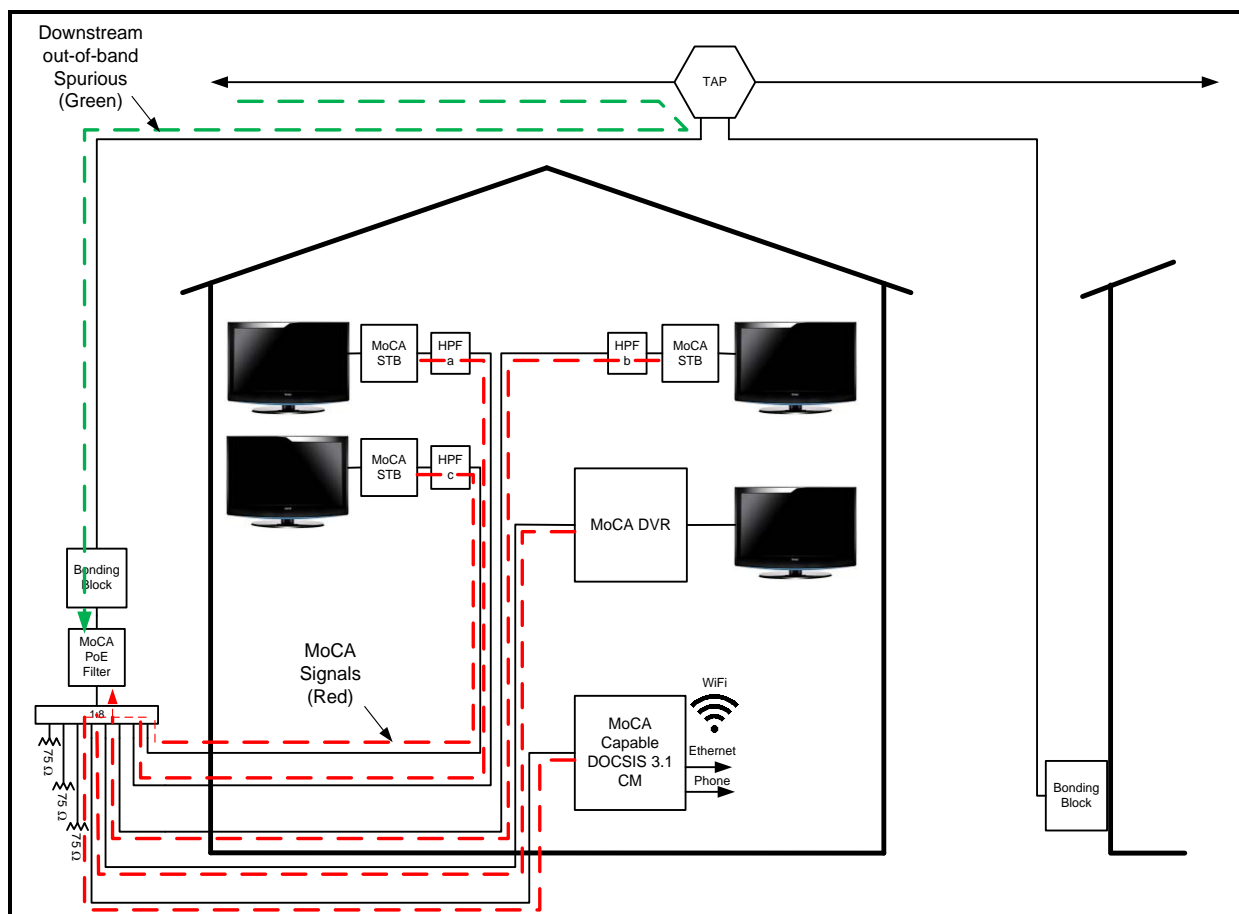 Downstream
out-of-band
Spurious
(Green)
TAP
MoCA
STB
HPF
a
HPF
b
MoCA
STB
MoCA
STB
HPF
c
MoCA DVR
Bonding
Block
MoCA
PoE
Filter
MoCA
Signals
(Red)
1:8
75 Ω
75 Ω
75 Ω
WiFi
MoCA
Capable
DOCSIS 3.1
CM
Ethernet
Phone
Bonding
Block